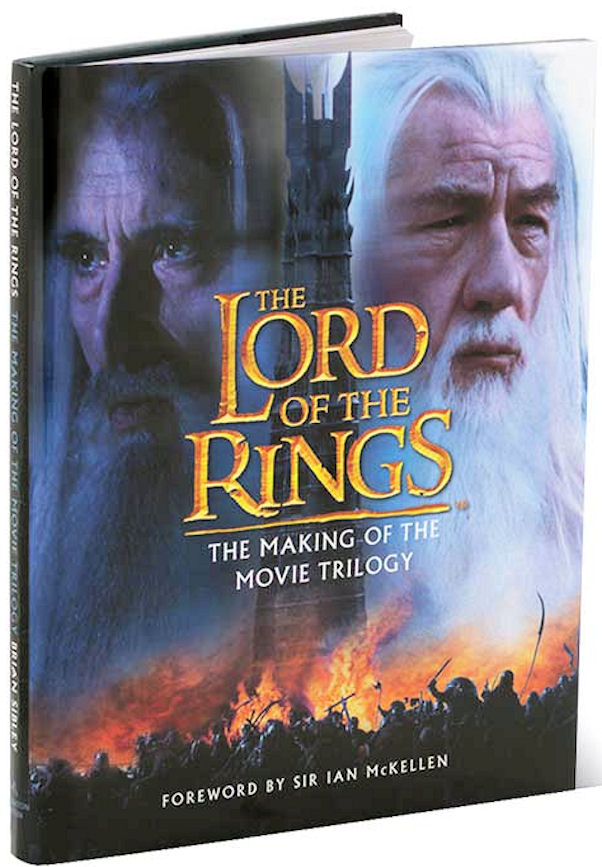 THE LORD OF THE RINGS THE MAKING OF THE MOVIE TRILOGY BRIAN SIBLEY
THE
LORD
OF THE
RINGS
THE MAKING OF THE
MOVIE TRILOGY
FOREWORD BY SIR IAN McKELLEN